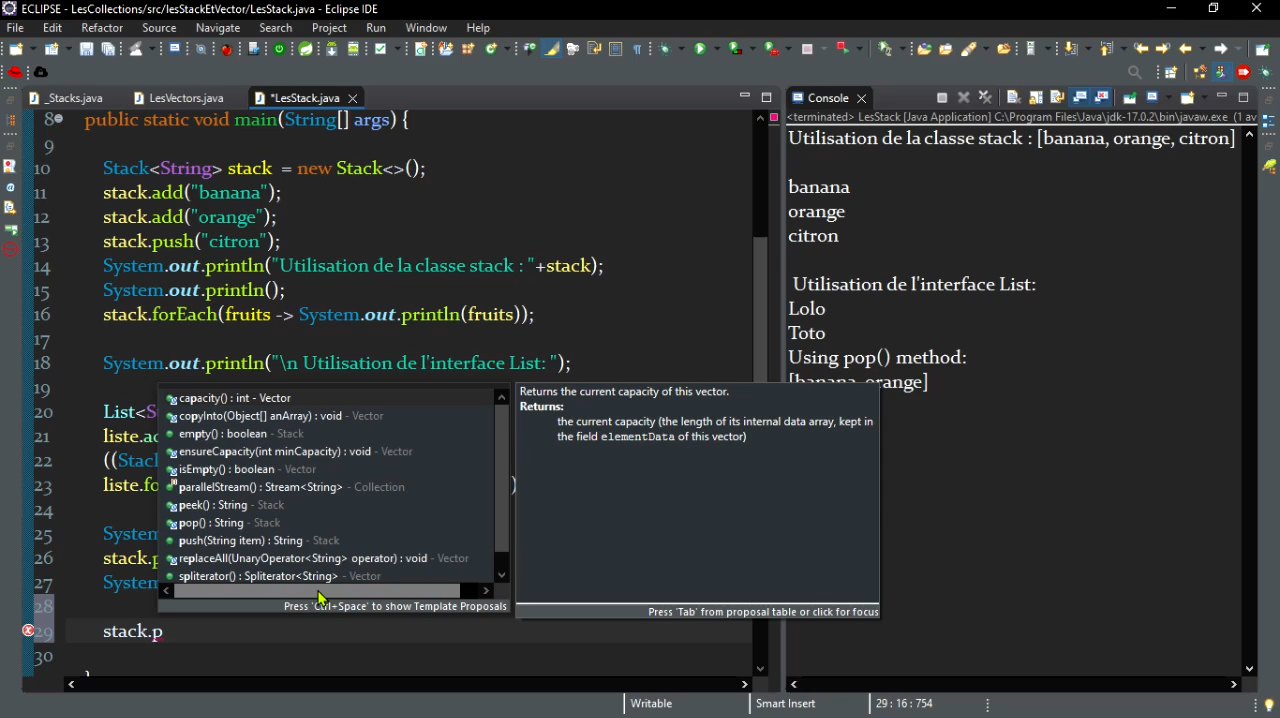 ECLIPSE - LesCollections/src/lesStackEtVector/LesStack.java - Eclipse IDE
File Edit Refactor Source Navigate Search Project Run Window Help
_Stacks.java LesVectors.java *LesStack.java
8 public static void main(String[] args) {
9
10 Stack<String> stack = new Stack<>();
11 stack.add("banana");
12 stack.add("orange");
13 stack.push("citron");
14 System.out.println("Utilisation de la classe stack : "+stack);
15 System.out.println();
16 stack.forEach(fruits -> System.out.println(fruits));
17
18 System.out.println("\n Utilisation de l'interface List: ");
19
20 List<S
21 liste.ac
22 ((Stac
23 liste.fo )
24
25 System
26 stack.p
27 System
28
29 stack.p
30
}
capacity() : int - Vector
copyInto(Object[] anArray) : void - Vector
empty() : boolean - Stack
ensureCapacity(int minCapacity) : void - Vector
isEmpty() : boolean - Vector
parallelStream() : Stream<String> - Collection
peek() : String - Stack
pop() : String - Stack
push(String item) : String - Stack
replaceAll(UnaryOperator<String> operator) : void - Vector
spliterator() : Spliterator<String> - Vector
Press 'Ctrl+Space' to show Template Proposals
Returns the current capacity of this vector.
Returns:
the current capacity (the length of its internal data array, kept in
the field elementData of this vector)
Press 'Tab' from proposal table or click for focus
Console
<terminated> LesStack [Java Application] C:\Program Files\Java\jdk-17.0.2\bin\javaw.exe (1 av
Utilisation de la classe stack : [banana, orange, citron]
banana
orange
citron
Utilisation de l'interface List:
Lolo
Toto
Using pop() method:
[banana, orange]
Writable Smart Insert 29 : 16 : 754